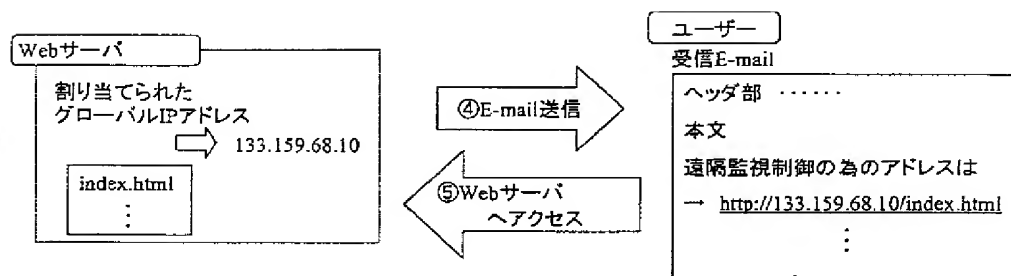 Webサーバ
割り当てられた
グローバルIPアドレス
133.159.68.10
index.html
⋮
④E-mail送信
⑤Webサーバ
へアクセス
ユーザー
受信E-mail
ヘッダ部 ……
本文
遠隔監視制御の為のアドレスは
→ http://133.159.68.10/index.html
⋮